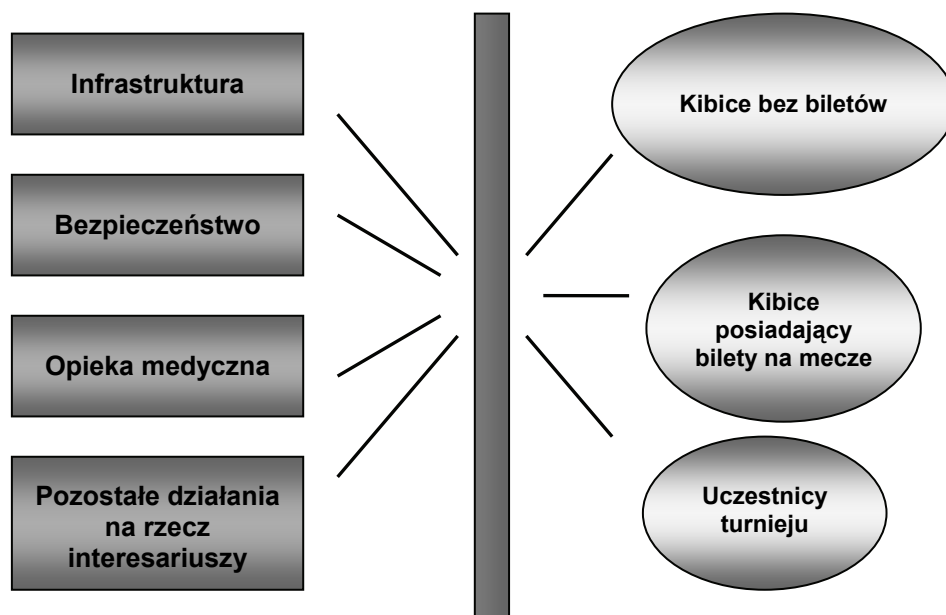 Infrastruktura
Bezpieczeństwo
Opieka medyczna
Pozostałe działania
na rzecz
interesariuszy
Kibice bez biletów
Kibice
posiadający
bilety na mecze
Uczestnicy
turnieju